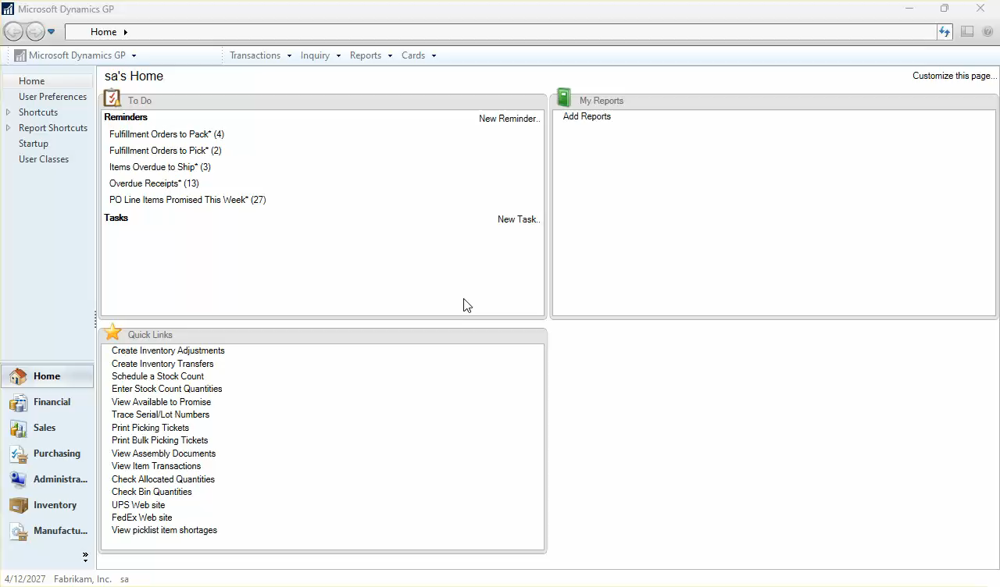 Microsoft Dynamics GP
Home
Microsoft Dynamics GP
Transactions
Inquiry
Reports
Cards
Home
User Preferences
Shortcuts
Report Shortcuts
Startup
User Classes
Home
Financial
Sales
Purchasing
Administra...
Inventory
Manufactu...
sa's Home
Customize this page...
To Do
Reminders
New Reminder..
Fulfillment Orders to Pack* (4)
Fulfillment Orders to Pick* (2)
Items Overdue to Ship* (3)
Overdue Receipts* (13)
PO Line Items Promised This Week* (27)
Tasks
New Task..
My Reports
Add Reports
Quick Links
Create Inventory Adjustments
Create Inventory Transfers
Schedule a Stock Count
Enter Stock Count Quantities
View Available to Promise
Trace Serial/Lot Numbers
Print Picking Tickets
Print Bulk Picking Tickets
View Assembly Documents
View Item Transactions
Check Allocated Quantities
Check Bin Quantities
UPS Web site
FedEx Web site
View picklist item shortages
4/12/2027 Fabrikam, Inc. sa